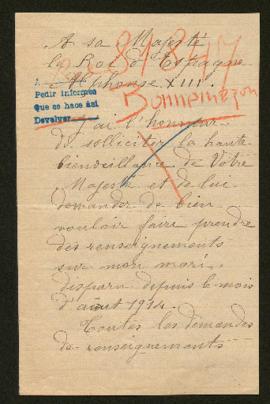 A sa Majesté
le Roi d'Espagne
Alphonse XIII.
Pedir informes
Que se hace así
Devolver
Bonnemezon
J'ai l'honneur
de solliciter la haute
bienveillance de Votre
Majesté et de lui
demander de bien
vouloir faire prendre
des renseignements
sur mon mari
disparu depuis le mois
d'août 1914.
Toutes les demandes
de renseignements